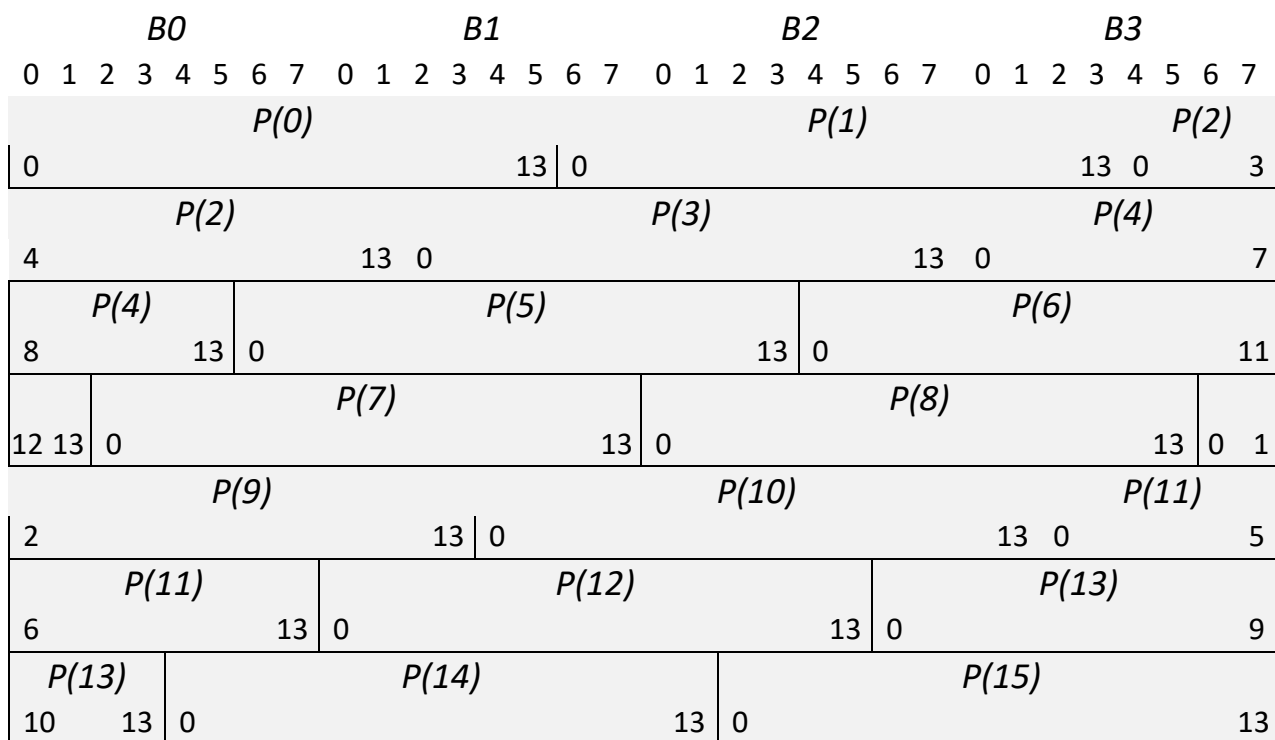 B0 B1 B2 B3
0 1 2 3 4 5 6 7 0 1 2 3 4 5 6 7 0 1 2 3 4 5 6 7 0 1 2 3 4 5 6 7
P(0) P(1) P(2)
0 13 0 13 0 3
P(2) P(3) P(4)
4 13 0 13 0 7
P(4) P(5) P(6)
8 13 0 13 0 11
P(7) P(8)
12 13 0 13 0 13 0 1
P(9) P(10) P(11)
2 13 0 13 0 5
P(11) P(12) P(13)
6 13 0 13 0 9
P(13) P(14) P(15)
10 13 0 13 0 13